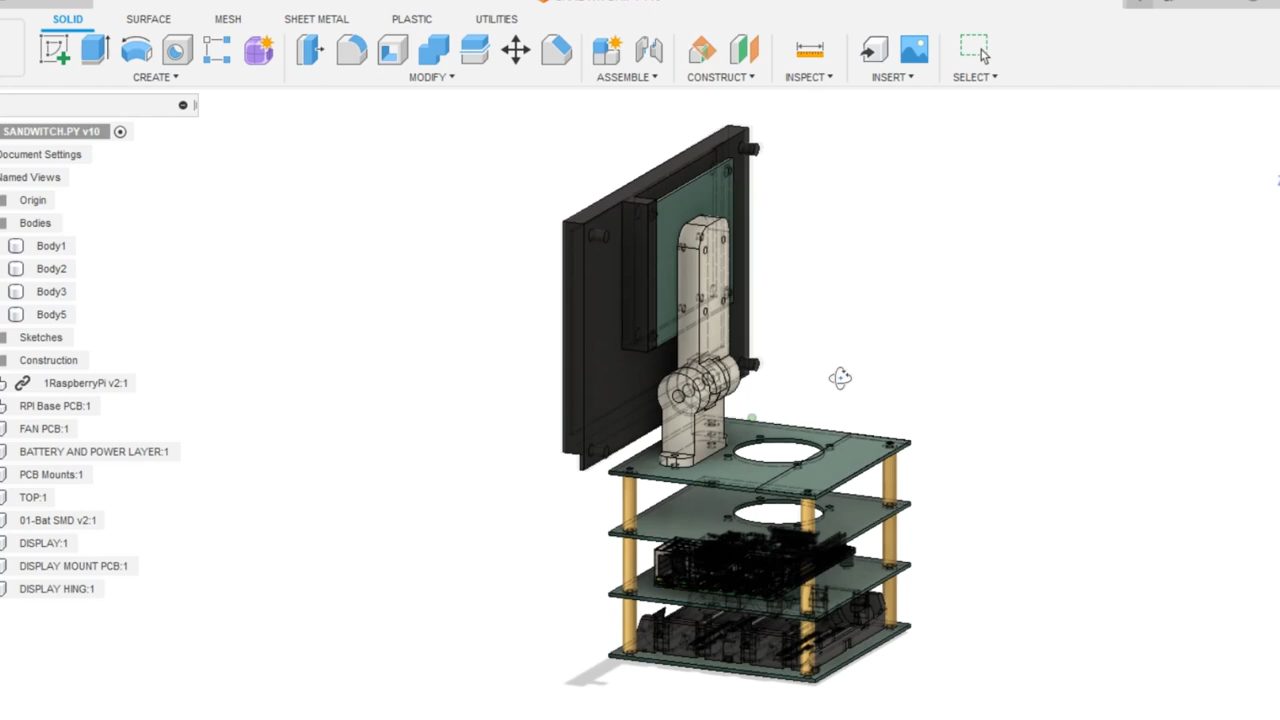 SOLID SURFACE MESH SHEET METAL PLASTIC UTILITIES
CREATE MODIFY ASSEMBLE CONSTRUCT INSPECT INSERT SELECT
SANDWITCH.PY v10
Document Settings
Named Views
Origin
Bodies
Body1
Body2
Body3
Body5
Sketches
Construction
1RaspberryPi v2:1
RPI Base PCB:1
FAN PCB:1
BATTERY AND POWER LAYER:1
PCB Mounts:1
TOP:1
01-Bat SMD v2:1
DISPLAY:1
DISPLAY MOUNT PCB:1
DISPLAY HING:1